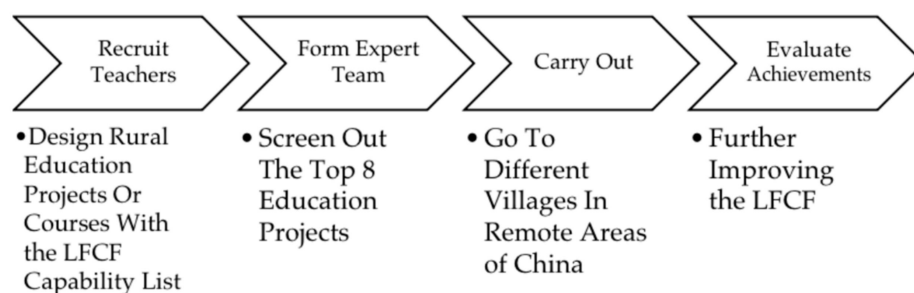 Recruit
Teachers
Form Expert
Team
Carry Out
Evaluate
Achievements
•Design Rural
Education
Projects Or
Courses With
the LFCF
Capability List
• Screen Out
The Top 8
Education
Projects
• Go To
Different
Villages In
Remote Areas
of China
• Further
Improving
the LFCF